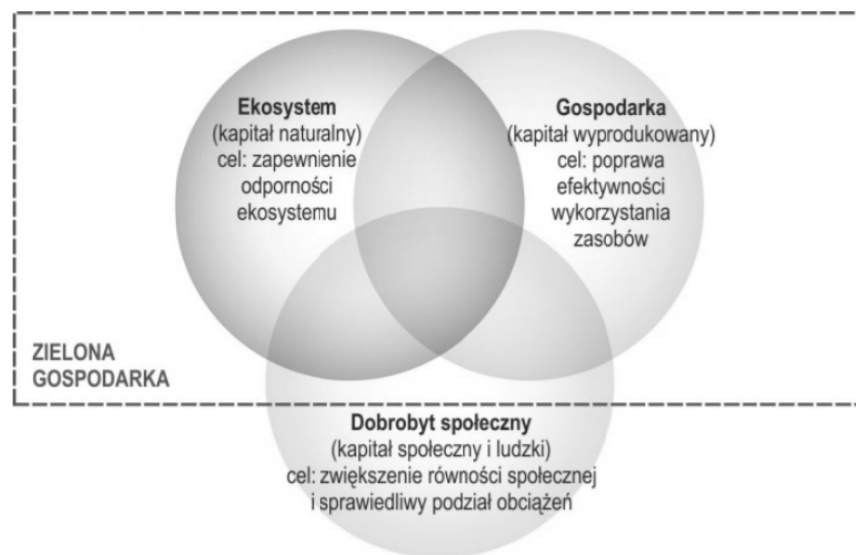 Ekosystem
(kapitał naturalny)
cel: zapewnienie
odporności
ekosystemu
Gospodarka
(kapitał wyprodukowany)
cel: poprawa
efektywności
wykorzystania
zasobów
ZIELONA
GOSPODARKA
Dobrobyt społeczny
(kapitał społeczny i ludzki)
cel: zwiększenie równości społecznej
i sprawiedliwy podział obciążeń